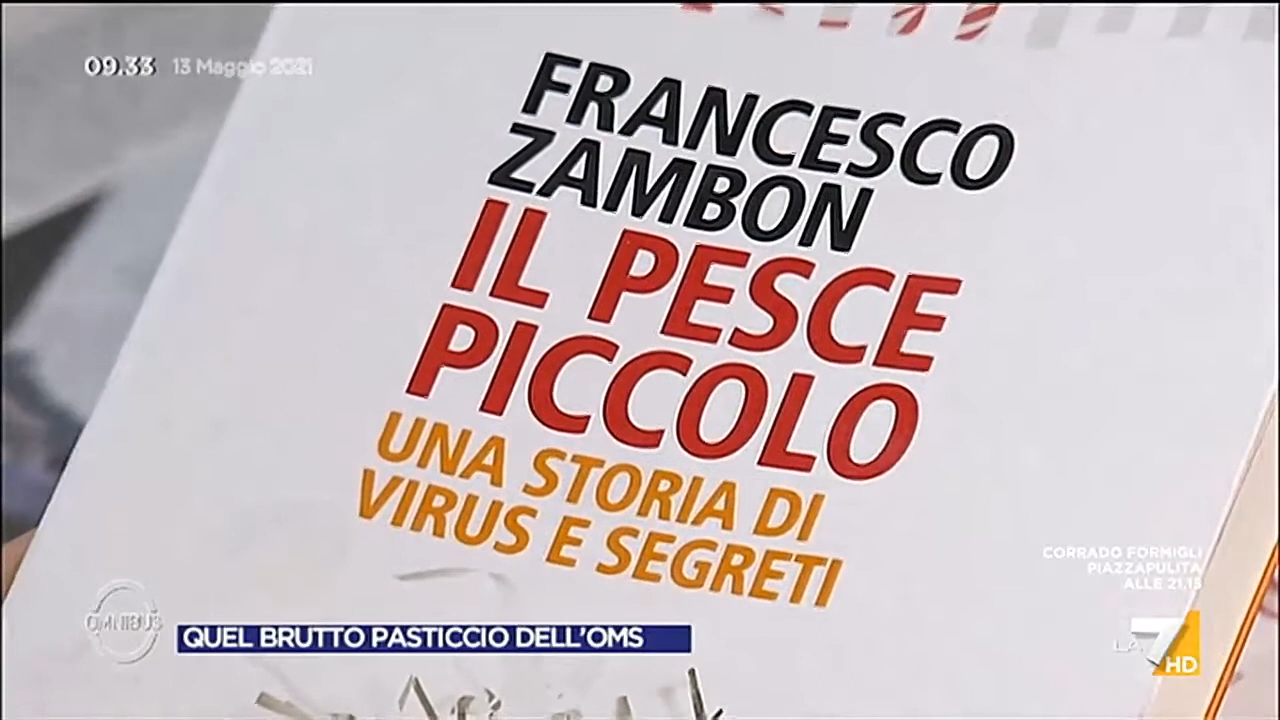 09.33 13 Maggio 2021
FRANCESCO
ZAMBON
IL PESCE
PICCOLO
UNA STORIA DI
VIRUS E SEGRETI
CORRADO FORMIGLI
PIAZZAPULITA
ALLE 21,15
OMNIBUS
QUEL BRUTTO PASTICCIO DELL'OMS
LA7
HD